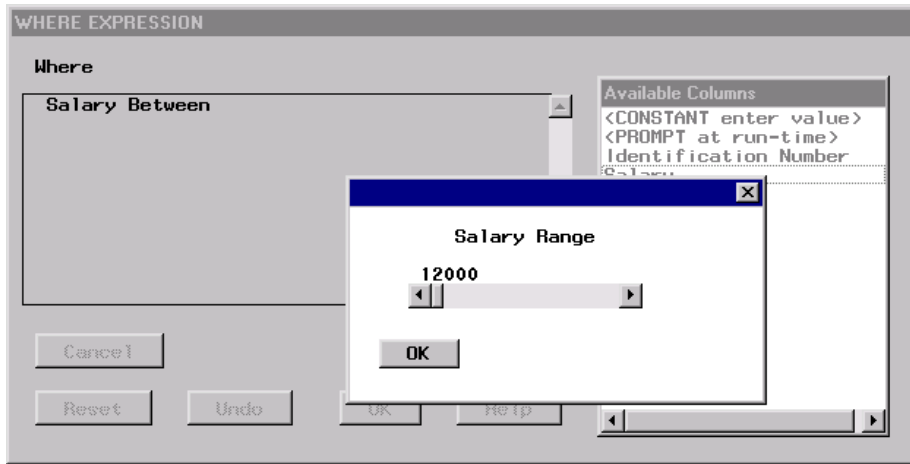 WHERE EXPRESSION
Where
Salary Between
Available Columns
<CONSTANT enter value>
<PROMPT at run-time>
Identification Number
Salary
Salary Range
12000
OK
Cancel
Reset
Undo
OK
Help